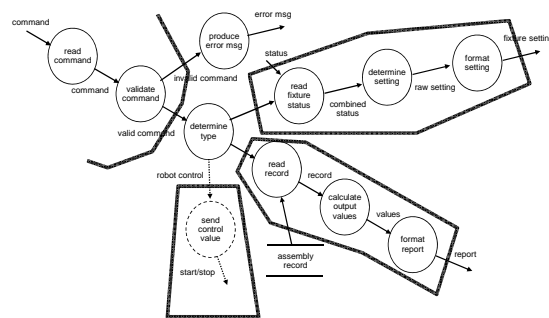 command
error msg
produce
error msg
fixture settin
read
command
status
format
setting
determine
setting
invalid command
validate
command
command
read
fixture
status
raw setting
combined
status
valid command
determine
type
read
record
record
robot control
calculate
output
values
values
send
control
value
format
report
assembly
record
report
start/stop